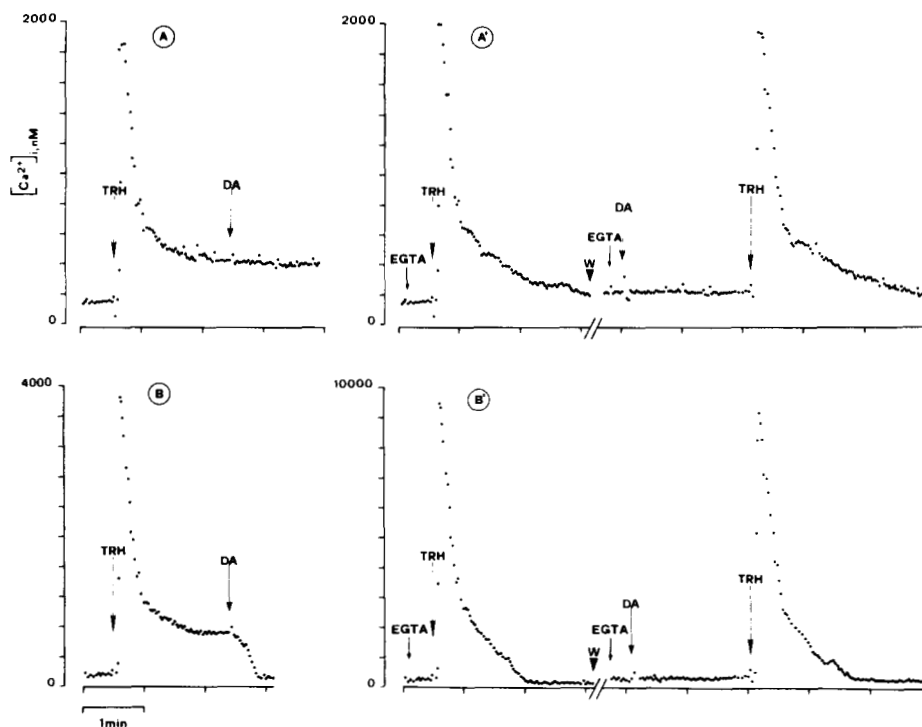 2000
A
[Ca²⁺]i,nM
TRH
DA
0
2000
A'
EGTA
TRH
W
EGTA
DA
TRH
0
4000
B
TRH
DA
0
1min
10000
B'
EGTA
TRH
W
EGTA
DA
TRH
0